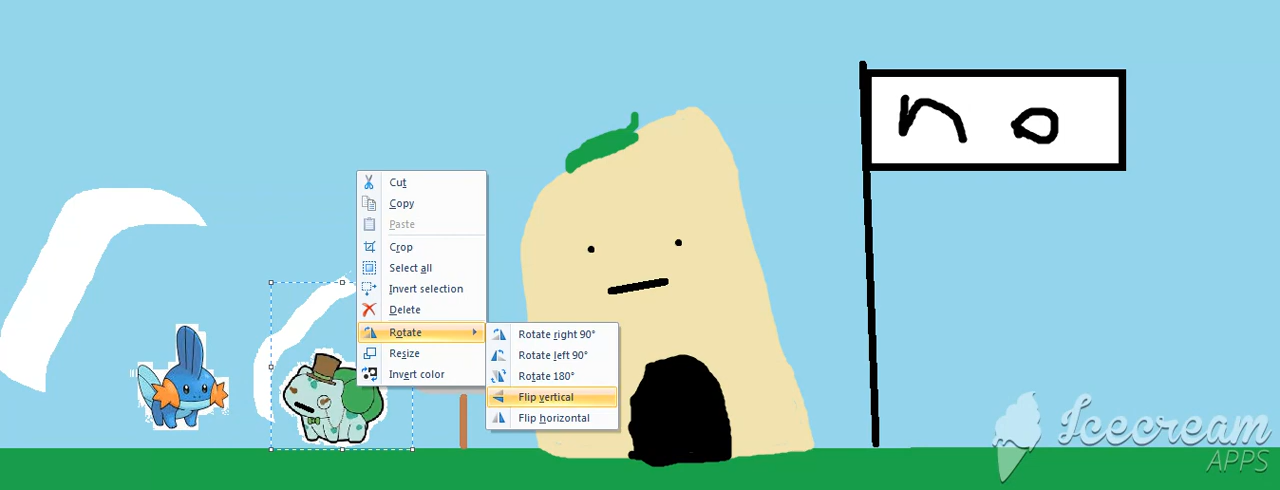 no
Cut
Copy
Paste
Crop
Select all
Invert selection
Delete
Rotate
Resize
Invert color
Rotate right 90°
Rotate left 90°
Rotate 180°
Flip vertical
Flip horizontal
Icecream
APPS